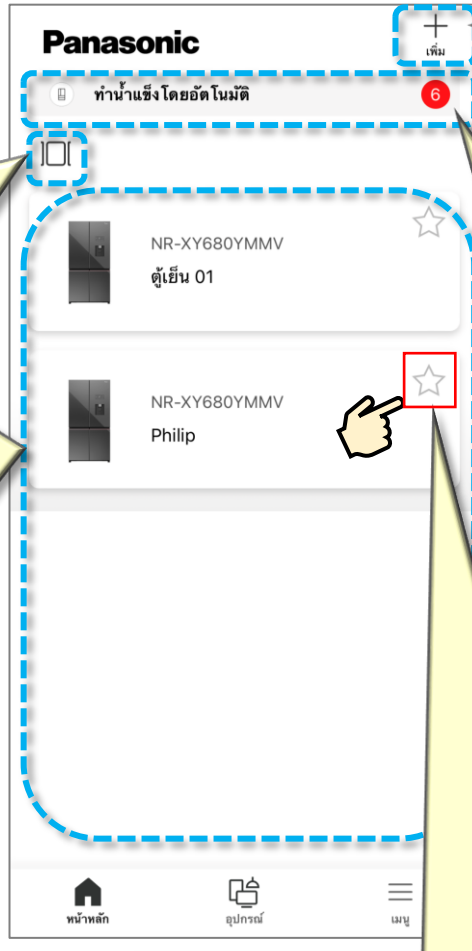 Panasonic
เพิ่ม
ทำน้ำแข็งโดยอัตโนมัติ
6
NR-XY680YMMV
ตู้เย็น 01
NR-XY680YMMV
Philip
หน้าหลัก
อุปกรณ์
เมนู